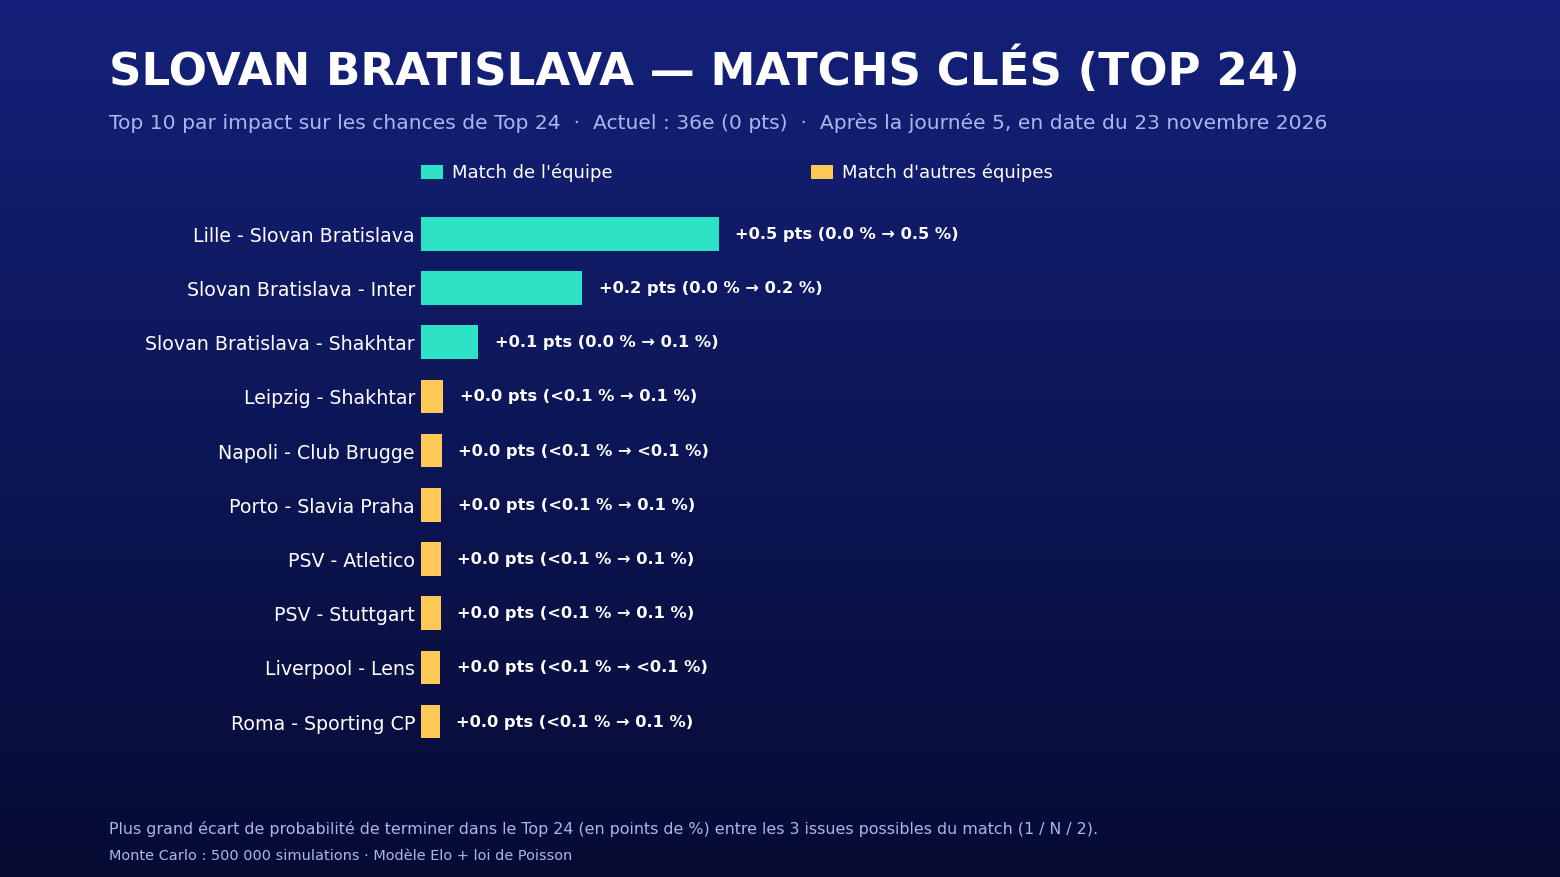 SLOVAN BRATISLAVA — MATCHS CLÉS (TOP 24)
Top 10 par impact sur les chances de Top 24 · Actuel : 36e (0 pts) · Après la journée 5, en date du 23 novembre 2026
Match de l'équipe Match d'autres équipes
Lille - Slovan Bratislava +0.5 pts (0.0 % → 0.5 %)
Slovan Bratislava - Inter +0.2 pts (0.0 % → 0.2 %)
Slovan Bratislava - Shakhtar +0.1 pts (0.0 % → 0.1 %)
Leipzig - Shakhtar +0.0 pts (<0.1 % → 0.1 %)
Napoli - Club Brugge +0.0 pts (<0.1 % → <0.1 %)
Porto - Slavia Praha +0.0 pts (<0.1 % → 0.1 %)
PSV - Atletico +0.0 pts (<0.1 % → 0.1 %)
PSV - Stuttgart +0.0 pts (<0.1 % → 0.1 %)
Liverpool - Lens +0.0 pts (<0.1 % → <0.1 %)
Roma - Sporting CP +0.0 pts (<0.1 % → 0.1 %)
Plus grand écart de probabilité de terminer dans le Top 24 (en points de %) entre les 3 issues possibles du match (1 / N / 2).
Monte Carlo : 500 000 simulations · Modèle Elo + loi de Poisson